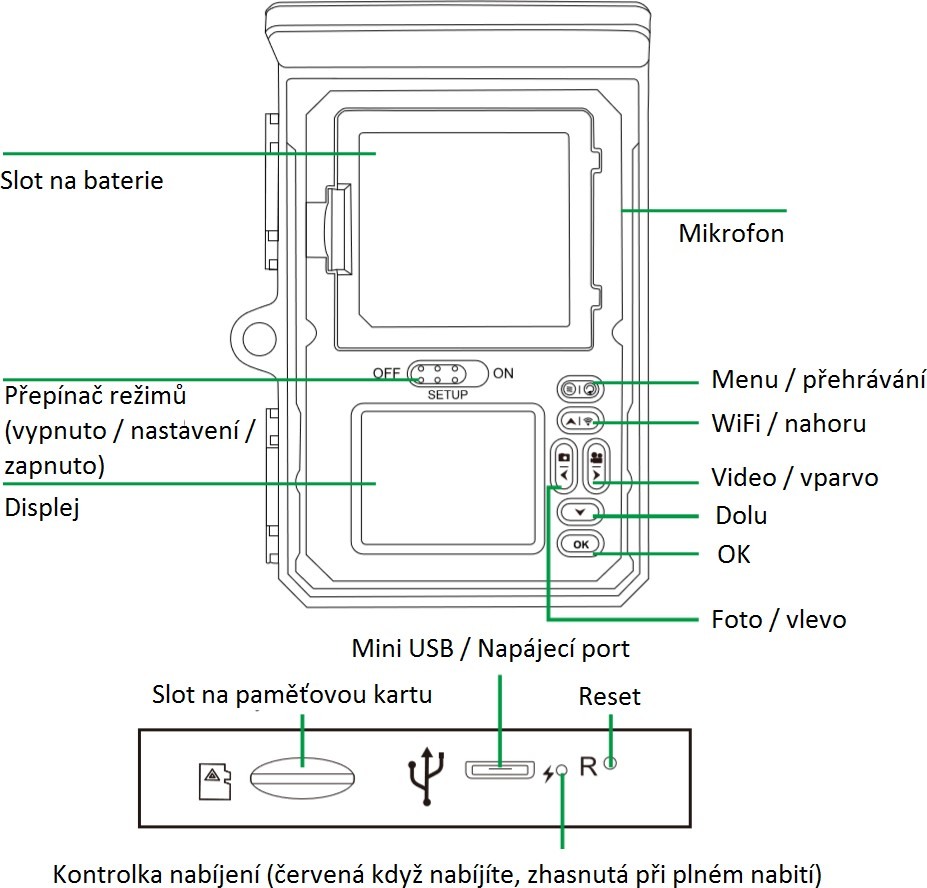 Slot na baterie
Mikrofon
OFF
ON
SETUP
Přepínač režimů
(vypnuto / nastavení /
zapnuto)
Displej
Menu / přehrávání
WiFi / nahoru
Video / vparvo
Dolu
OK
OK
Foto / vlevo
Mini USB / Napájecí port
Slot na paměťovou kartu
Reset
R
Kontrolka nabíjení (červená když nabíjíte, zhasnutá při plném nabití)